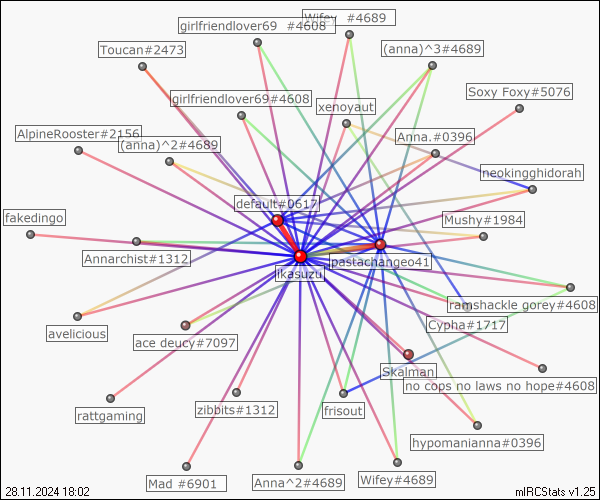 girlfriendlover69 #4608
Wifey #4689
Toucan#2473
(anna)^3#4689
Soxy Foxy#5076
girlfriendlover69#4608
xenoyaut
AlpineRooster#2156
(anna)^2#4689
Anna.#0396
neokingghidorah
default#0617
fakedingo
Mushy#1984
Annarchist#1312
pastachangeo41
ikasuzu
ramshackle gorey#4608
Cypha#1717
avelicious
ace deucy#7097
Skelman
no cops no laws no hope#4608
rattgaming
zibbits#1312
frisout
hypomanianna#0396
Mad #6901
Anna^2#4689
Wifey#4689
28.11.2024 18:02
mIRCStats v1.25